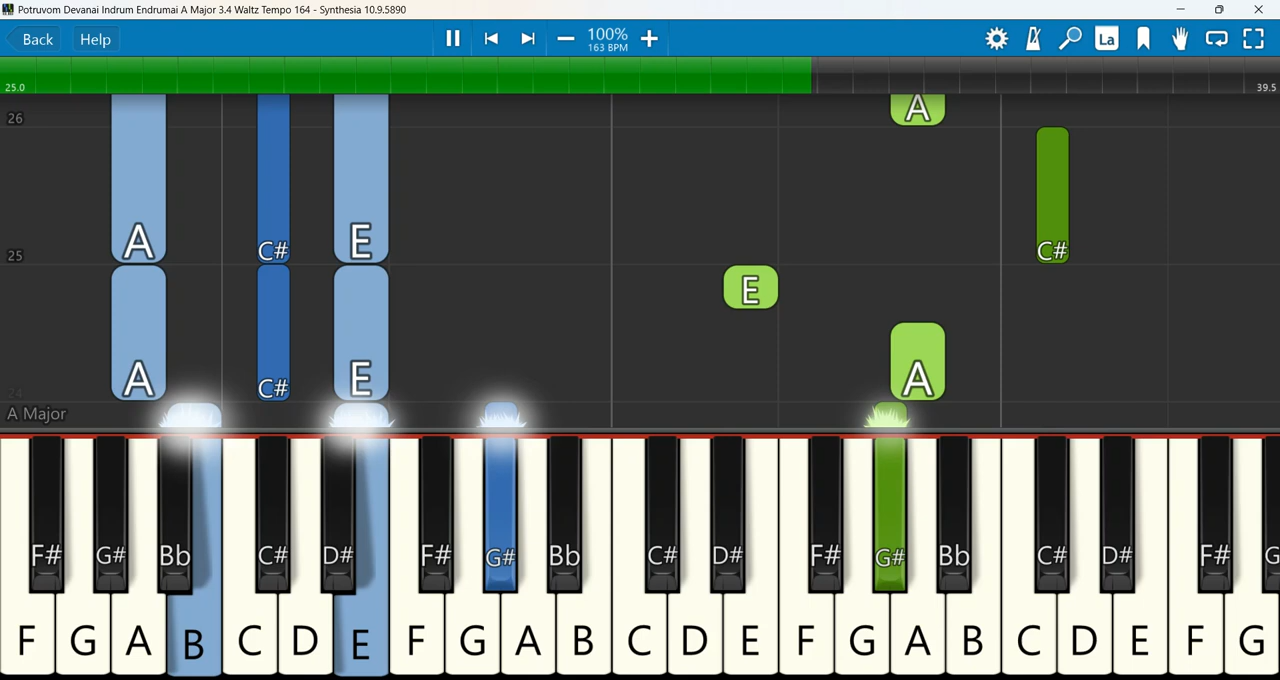 Potruvom Devanai Indrum Endrumai A Major 3.4 Waltz Tempo 164 - Synthesia 10.9.5890
Back Help 100% La
163 BPM
25.0 39.5
A
26
A C# E C#
25
E
A C# E A
24
A Major
F# G# Bb C# D# F# G# Bb C# D# F# G# Bb C# D# F# G
F G A B C D E F G A B C D E F G A B C D E F G